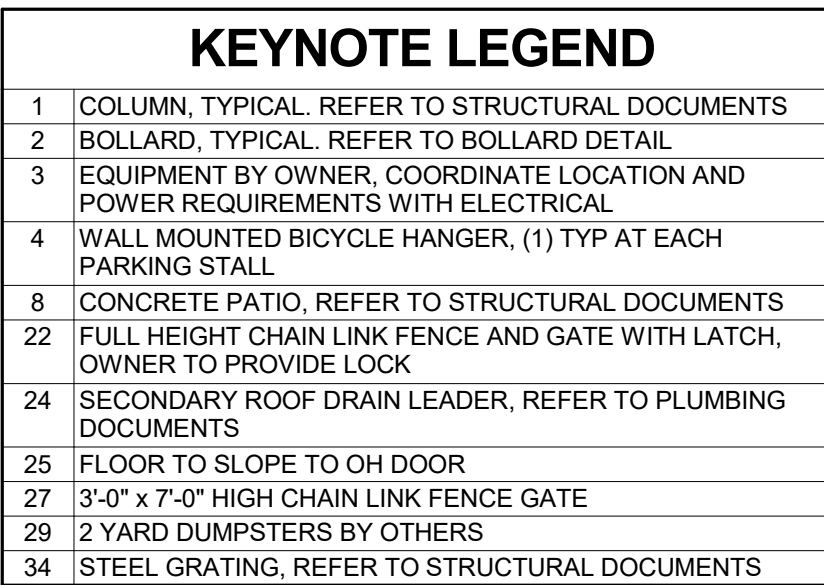 KEYNOTE LEGEND
1 COLUMN, TYPICAL. REFER TO STRUCTURAL DOCUMENTS
2 BOLLARD, TYPICAL. REFER TO BOLLARD DETAIL
3 EQUIPMENT BY OWNER, COORDINATE LOCATION AND
POWER REQUIREMENTS WITH ELECTRICAL
4 WALL MOUNTED BICYCLE HANGER, (1) TYP AT EACH
PARKING STALL
8 CONCRETE PATIO, REFER TO STRUCTURAL DOCUMENTS
22 FULL HEIGHT CHAIN LINK FENCE AND GATE WITH LATCH,
OWNER TO PROVIDE LOCK
24 SECONDARY ROOF DRAIN LEADER, REFER TO PLUMBING
DOCUMENTS
25 FLOOR TO SLOPE TO OH DOOR
27 3'-0" x 7'-0" HIGH CHAIN LINK FENCE GATE
29 2 YARD DUMPSTERS BY OTHERS
34 STEEL GRATING, REFER TO STRUCTURAL DOCUMENTS